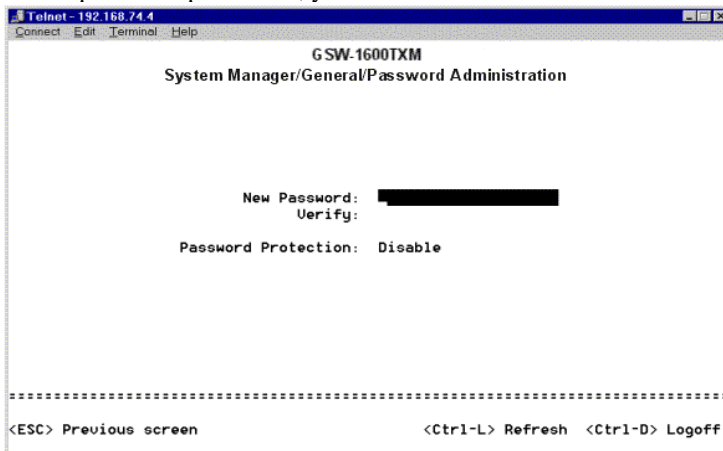 Telnet - 192.168.74.4
Connect Edit Terminal Help
GSW-1600TXM
System Manager/General/Password Administration
New Password:
Verify:
Password Protection: Disable
<ESC> Previous screen <Ctrl-L> Refresh <Ctrl-D> Logoff